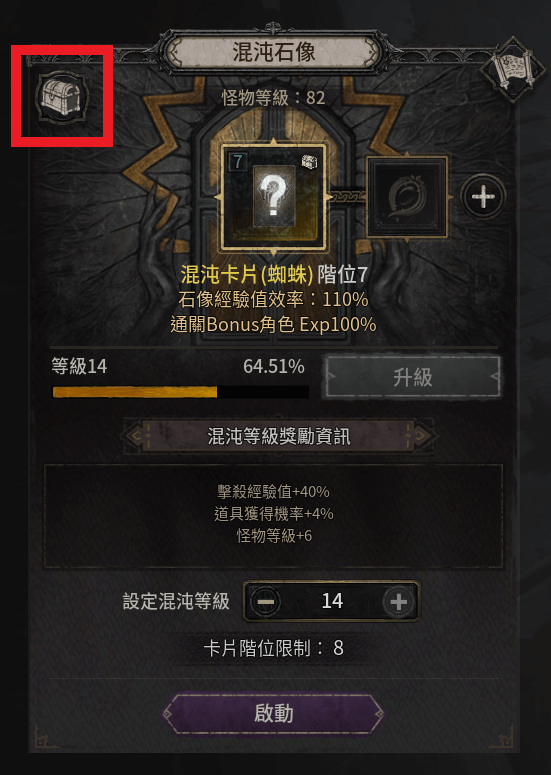 混沌石像
怪物等級：82
7
混沌卡片(蜘蛛) 階位7
石像經驗值效率：110%
通關Bonus角色 Exp100%
等級14
64.51%
升級
混沌等級獎勵資訊
擊殺經驗值+40%
道具獲得機率+4%
怪物等級+6
設定混沌等級
14
卡片階位限制： 8
啟動